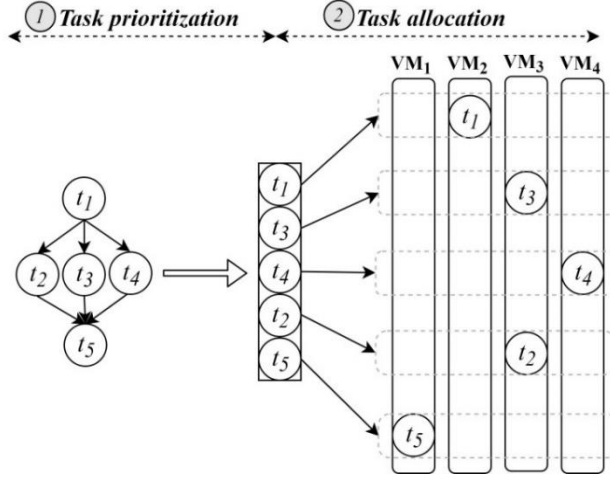 1 Task prioritization 2 Task allocation
VM1 VM2 VM3 VM4
t1
t3
t4
t2
t5
t1
t2 t3 t4
t5
t1
t3
t4
t2
t5